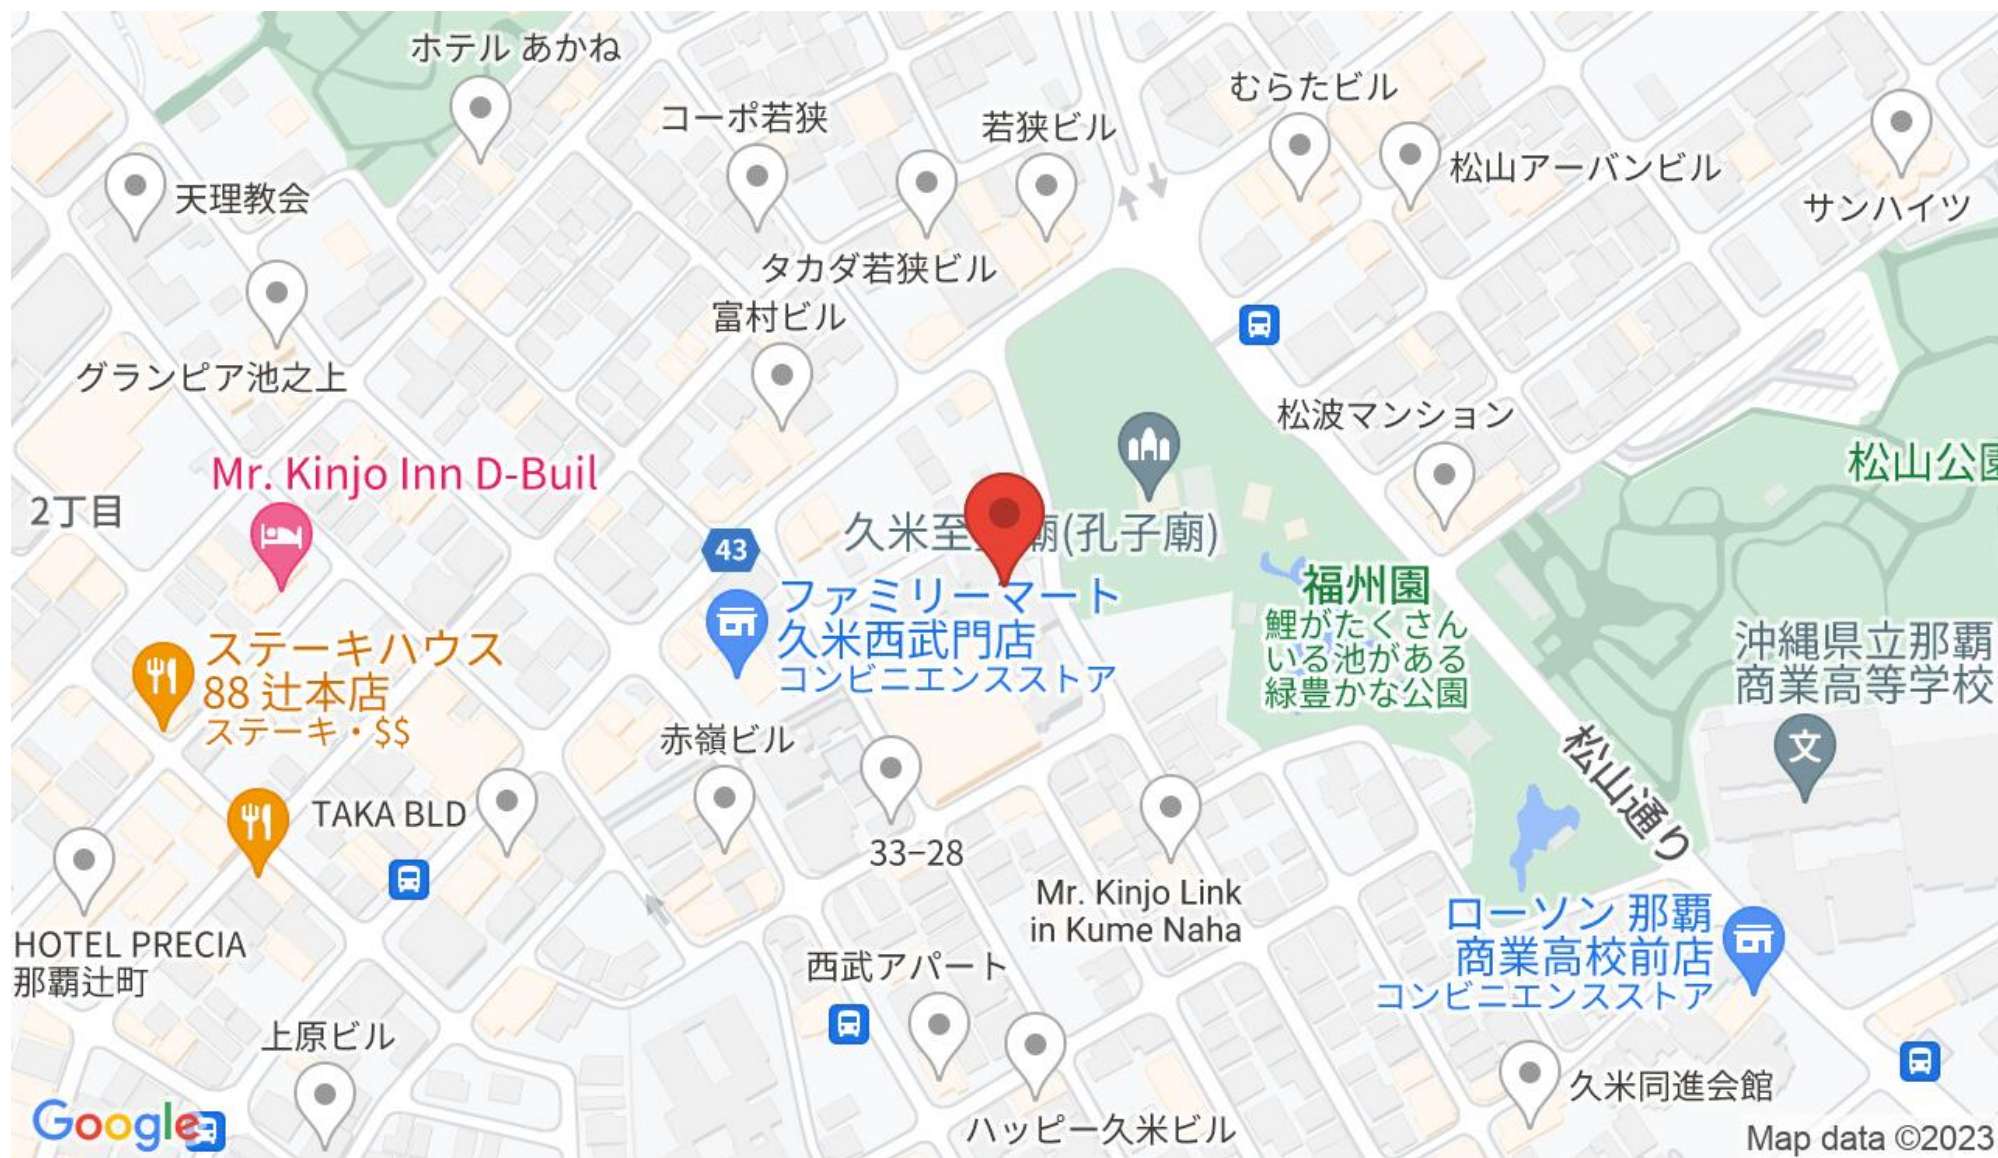 ホテル あかね
むらたビル
コーポ若狭
若狭ビル
松山アーバンビル
天理教会
サンハイツ
タカダ若狭ビル
富村ビル
グランピア池之上
松波マンション
松山公園
Mr. Kinjo Inn D-Buil
2丁目
43
久米至
廟(孔子廟)
ファミリーマート
久米西武門店
コンビニエンスストア
福州園
鯉がたくさん
いる池がある
緑豊かな公園
ステーキハウス
88 辻本店
ステーキ・$$
沖縄県立那覇
商業高等学校
文
赤嶺ビル
松山通り
TAKA BLD
33−28
Mr. Kinjo Link
in Kume Naha
HOTEL PRECIA
那覇辻町
ローソン 那覇
商業高校前店
コンビニエンスストア
西武アパート
上原ビル
久米同進会館
ハッピー久米ビル
Google
Map data ©2023